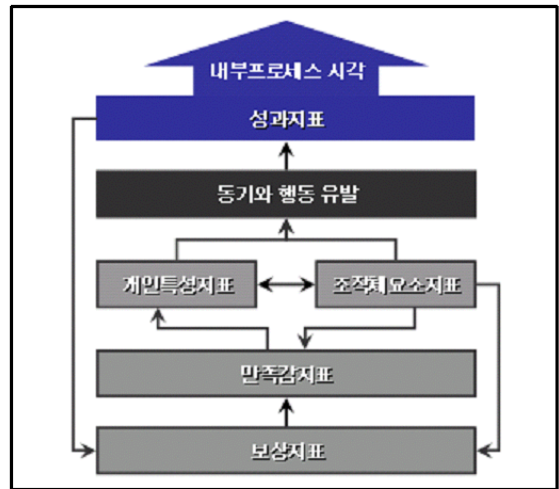 내부프로세스 시각
성과지표
동기와 행동 유발
개인특성지표
조직체요소지표
만족감지표
보상지표